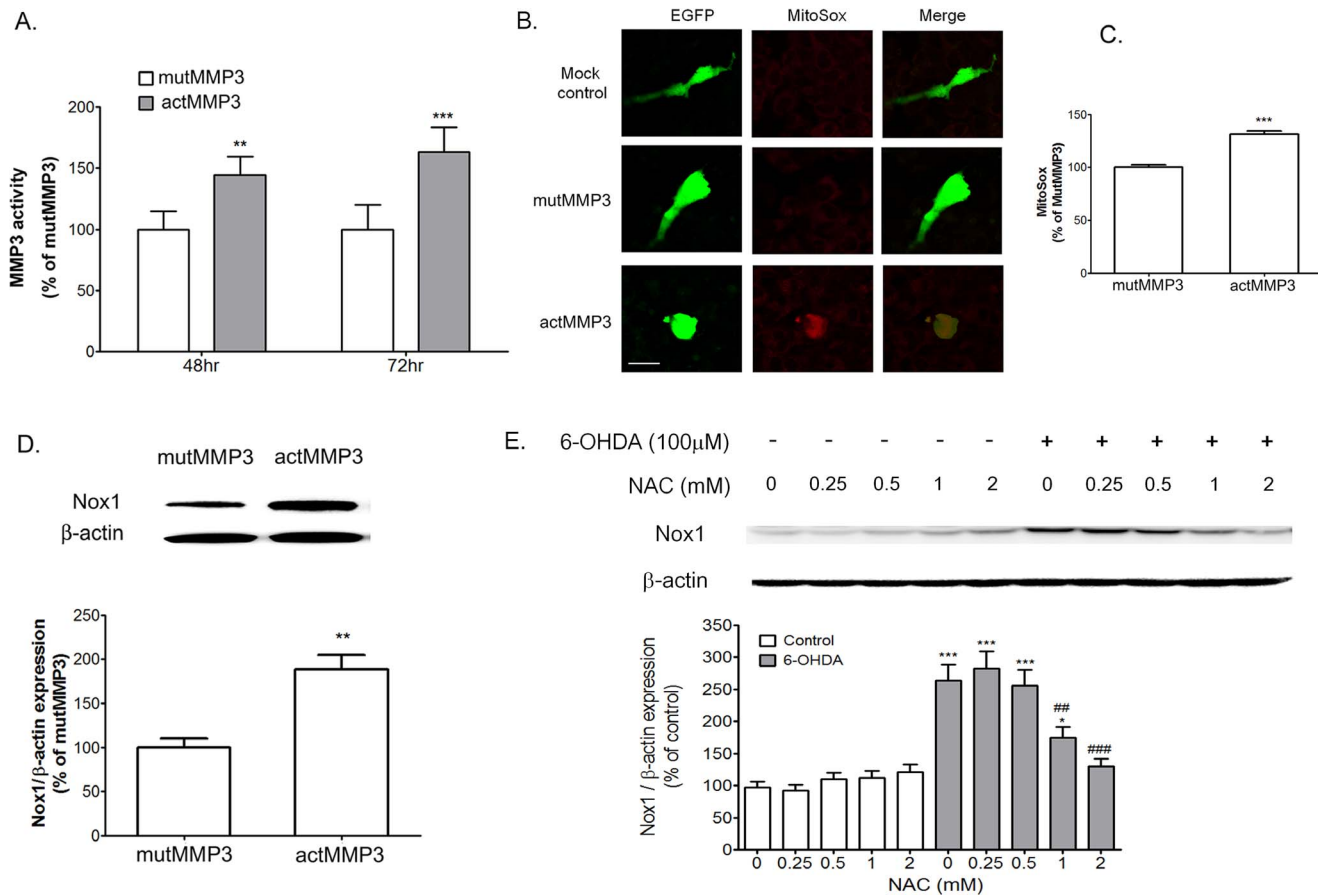 A.
mutMMP3
actMMP3
MMP3 activity
(% of mutMMP3)
200
150
100
50
0
**
***
48hr
72hr
B.
EGFP
MitoSox
Merge
Mock
control
mutMMP3
actMMP3
C.
MitoSox
(% of MutMMP3)
150
100
50
0
***
mutMMP3
actMMP3
D.
mutMMP3
actMMP3
Nox1
β-actin
Nox1/β-actin expression
(% of mutMMP3)
250
200
150
100
50
0
**
mutMMP3
actMMP3
E.
6-OHDA (100μM) - - - - - + + + + +
NAC (mM) 0 0.25 0.5 1 2 0 0.25 0.5 1 2
Nox1
β-actin
Control
6-OHDA
Nox1 / β-actin expression
(% of control)
350
300
250
200
150
100
50
0
***
***
***
##
*
###
0 0.25 0.5 1 2 0 0.25 0.5 1 2
NAC (mM)